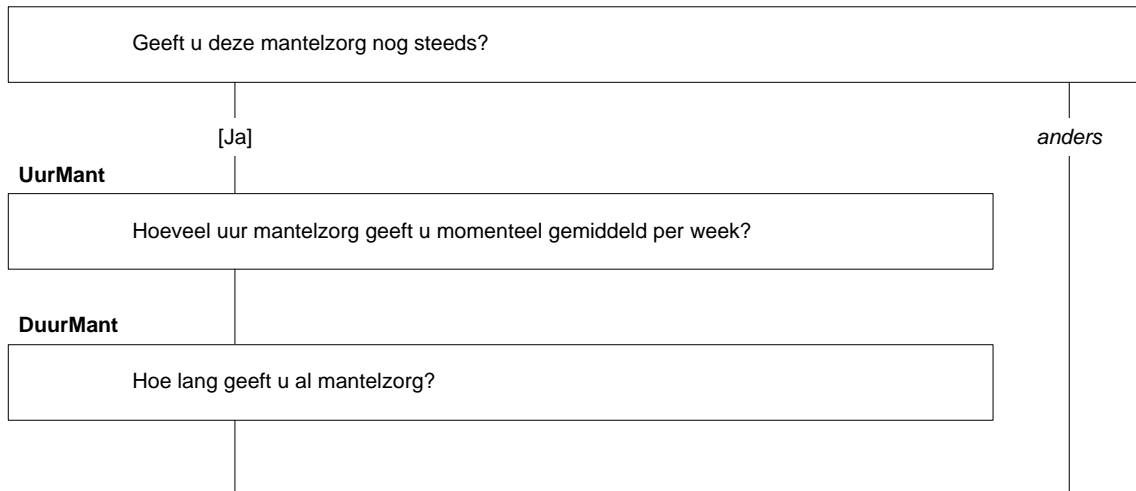 Geeft u deze mantelzorg nog steeds?
[Ja]
anders
UurMant
Hoeveel uur mantelzorg geeft u momenteel gemiddeld per week?
DuurMant
Hoe lang geeft u al mantelzorg?